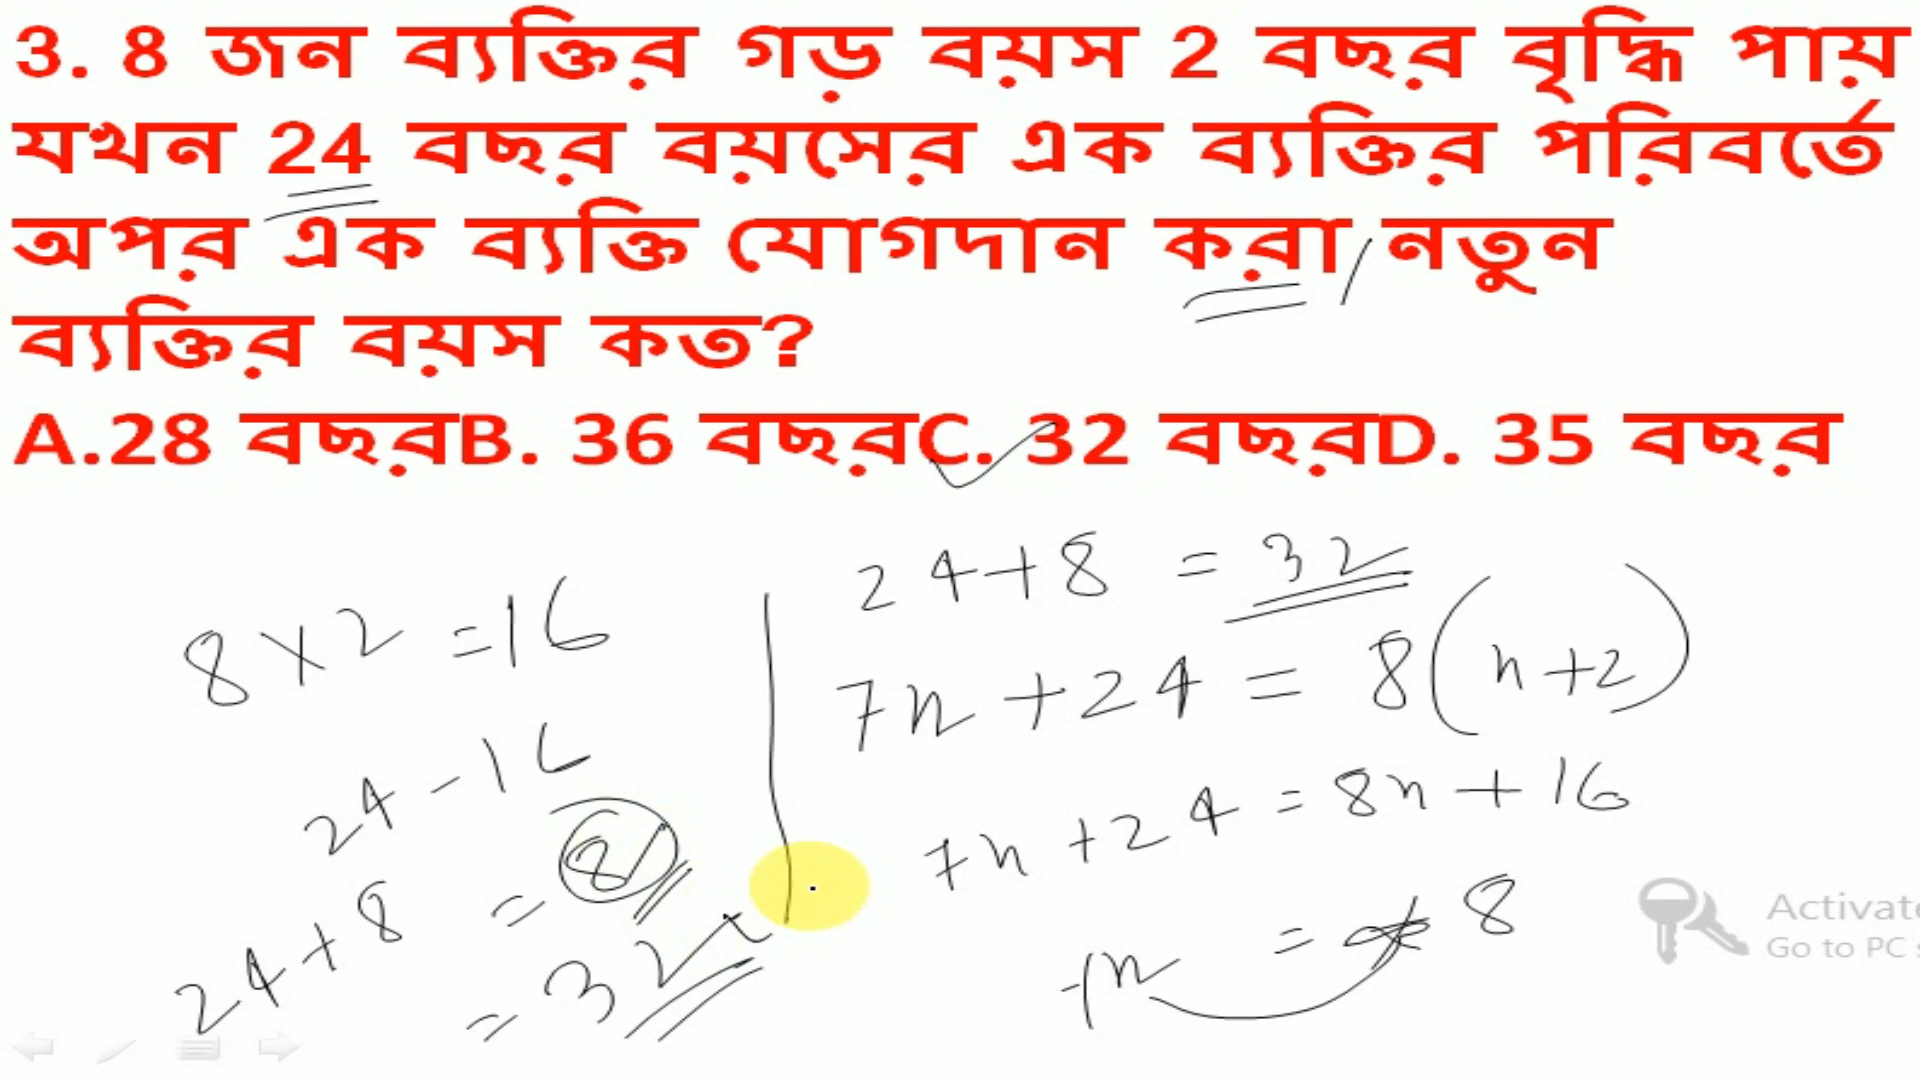 3. 8 জন ব্যক্তির গড় বয়স 2 বছর বৃদ্ধি পায়
যখন 24 বছর বয়সের এক ব্যক্তির পরিবর্তে
অপর এক ব্যক্তি যোগদান করা নতুন
ব্যক্তির বয়স কত?
A.28 বছরB. 36 বছরC. 32 বছরD. 35 বছর
8 × 2 = 16
24 - 16
= 8
24 + 8
= 32
24 + 8 = 32
7n + 24 = 8(n+2)
7n + 24 = 8n + 16
-n = 8
Activate
Go to PC